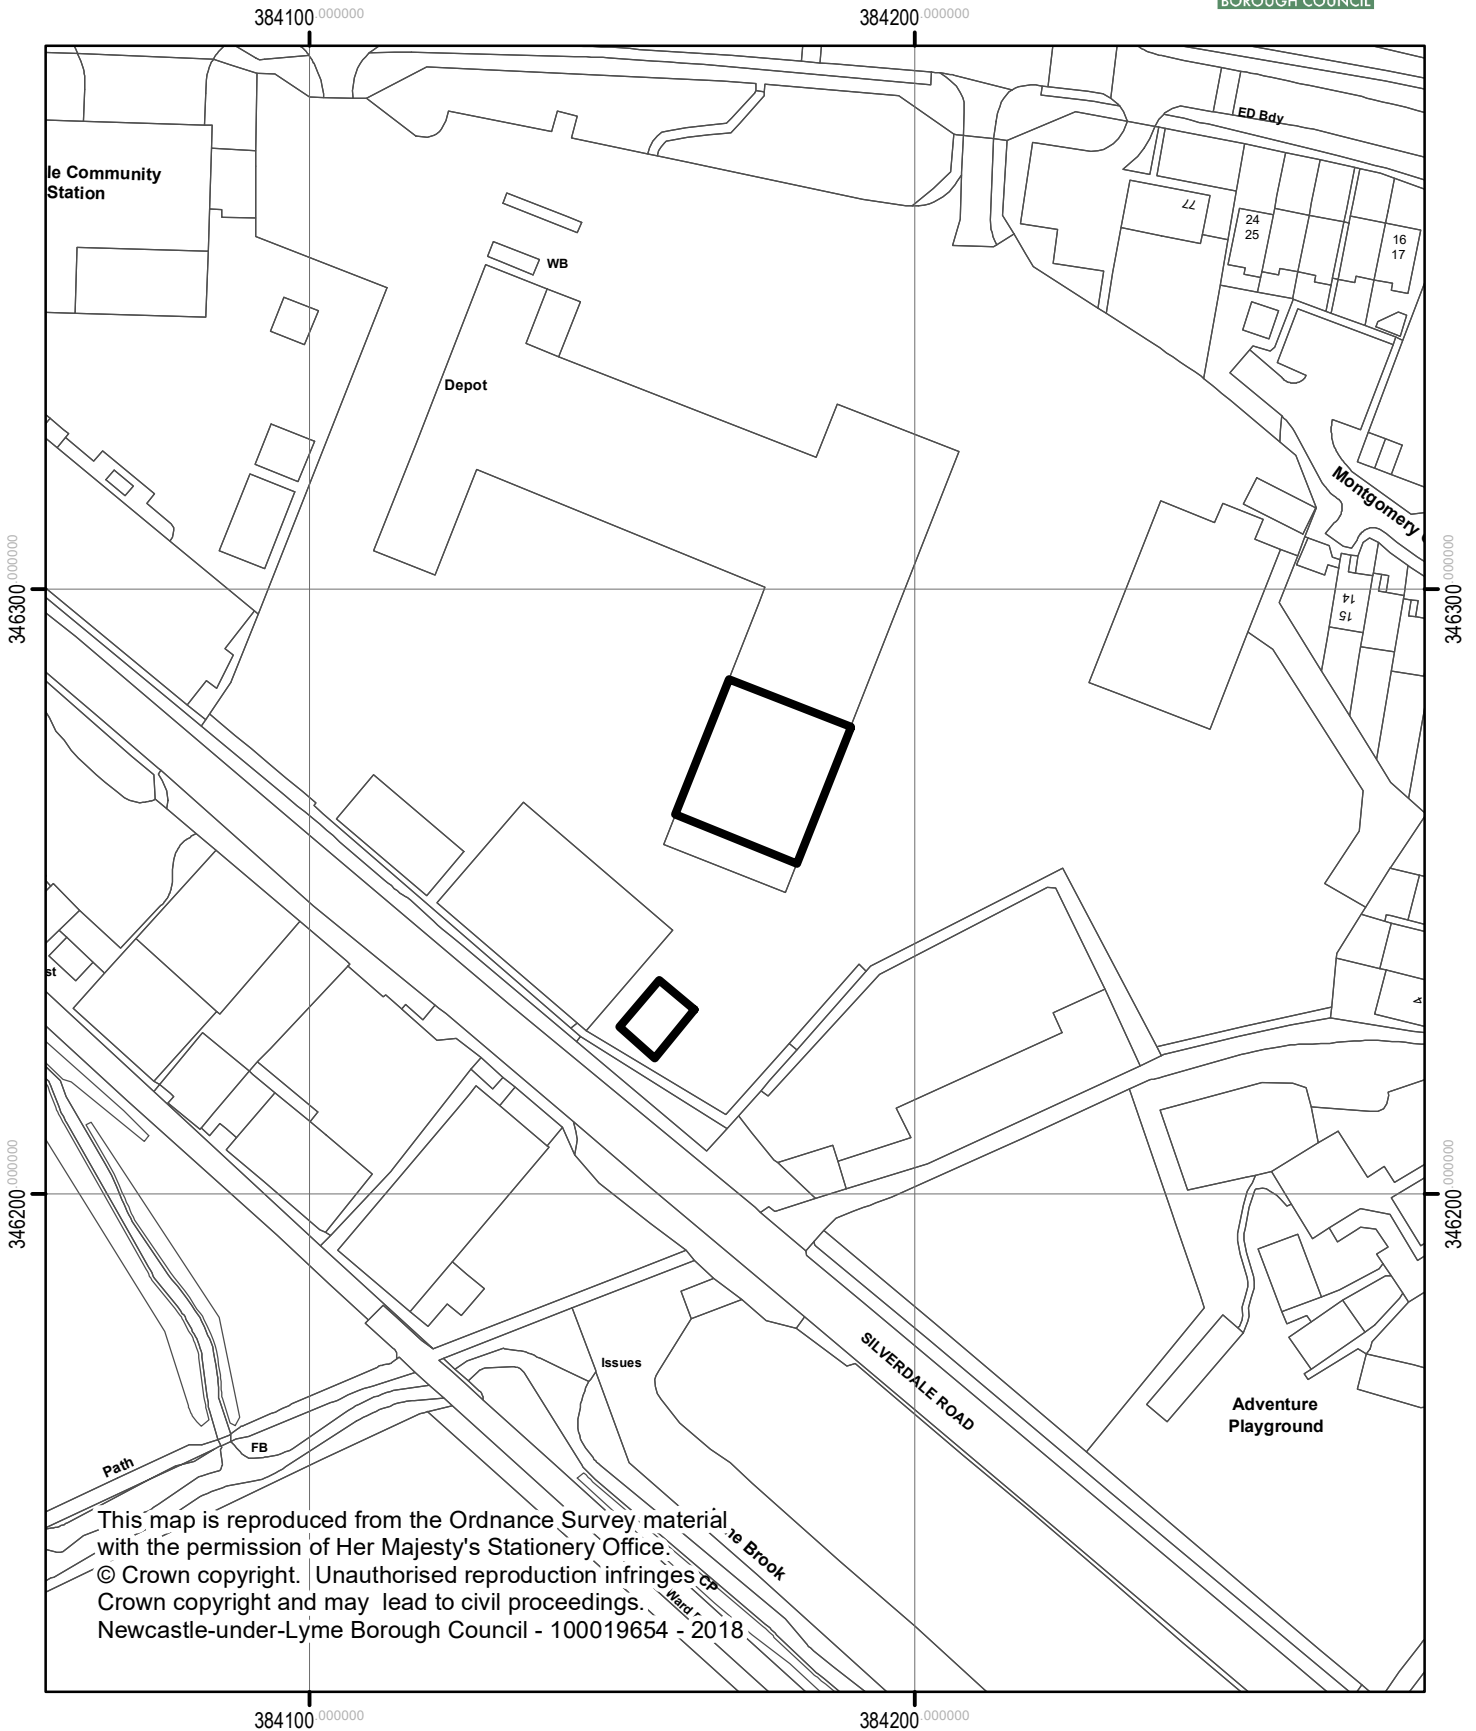 BOROUGH COUNCIL
384100.000000
384200.000000
ED Bdy
le Community
Station
77
24
25
16
17
WB
Depot
Montgomery
346300.000000
346300.000000
14
15
st
4
346200.000000
346200.000000
SILVERDALE ROAD
Issues
Adventure
Playground
FB
Path
This map is reproduced from the Ordnance Survey material
with the permission of Her Majesty's Stationery Office.
© Crown copyright. Unauthorised reproduction infringes
Crown copyright and may lead to civil proceedings.
Newcastle-under-Lyme Borough Council - 100019654 - 2018
ne Brook
CP
Ward
384100.000000
384200.000000